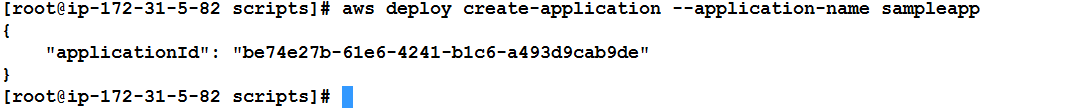 [root@ip-172-31-5-82 scripts]# aws deploy create-application --application-name sampleapp
{
    "applicationId": "be74e27b-61e6-4241-b1c6-a493d9cab9de"
}
[root@ip-172-31-5-82 scripts]#